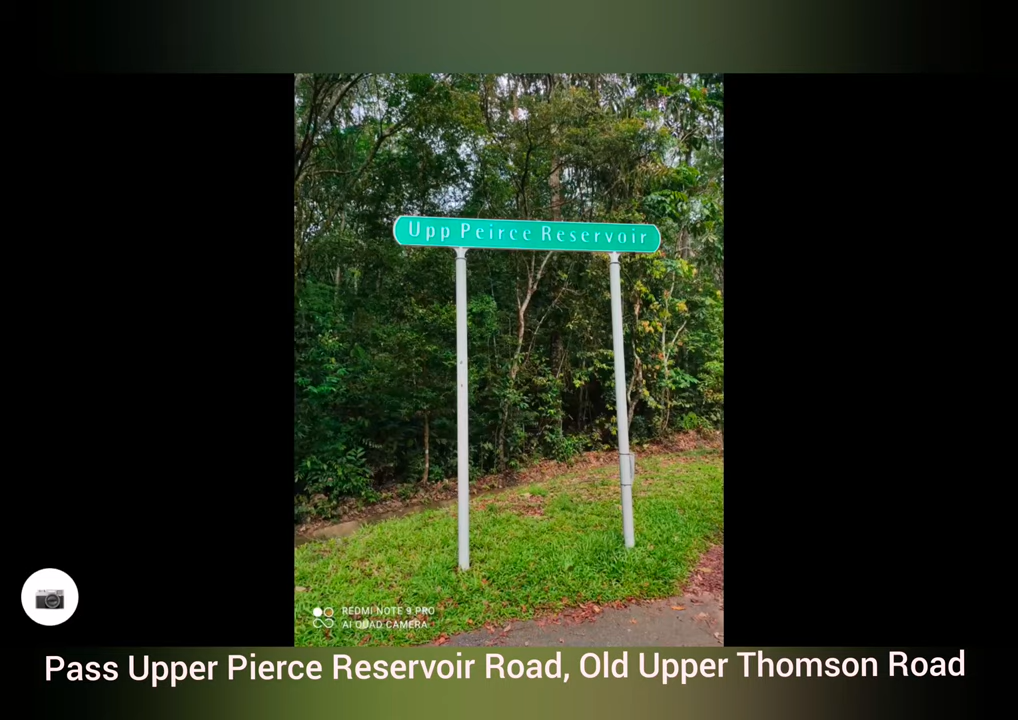 Upp Peirce Reservoir
REDMI NOTE 9 PRO
AI QUAD CAMERA
Pass Upper Pierce Reservoir Road, Old Upper Thomson Road